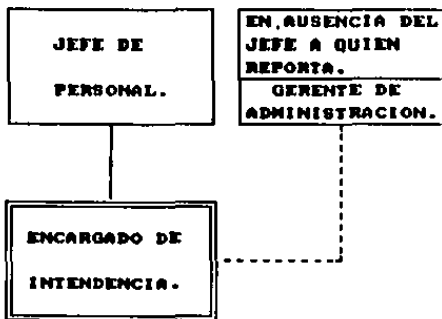 JEFE DE
PERSONAL.
EN,AUSENCIA DEL
JEFE A QUIEN
REPORTA.
GERENTE DE
ADMINISTRACION.
ENCARGADO DE
INTENDENCIA.